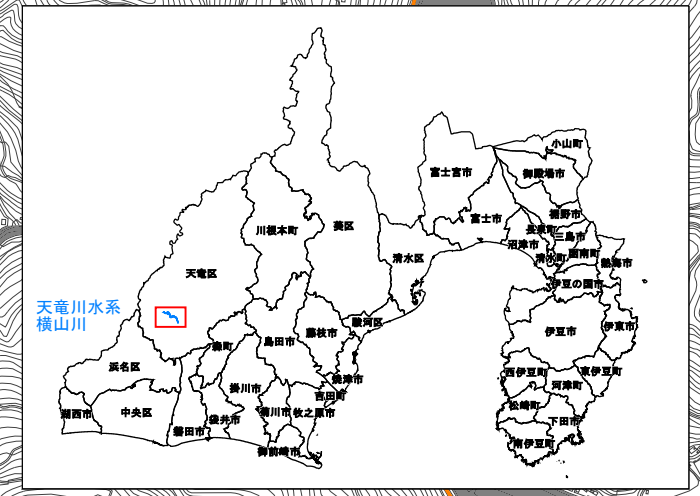 小山町
富士宮市
御殿場市
裾野市
富士市
川根本町
葵区
長泉町
三島市
沼津市
清水区
清水町
函南町
熱海市
天竜区
伊豆の国市
天竜川水系
横山川
駿河区
伊豆市
伊東市
藤枝市
島田市
森町
浜名区
西伊豆町
東伊豆町
焼津市
河津町
掛川市
吉田町
松崎町
湖西市
中央区
菊川市
牧之原市
袋井市
下田市
磐田市
南伊豆町
御前崎市